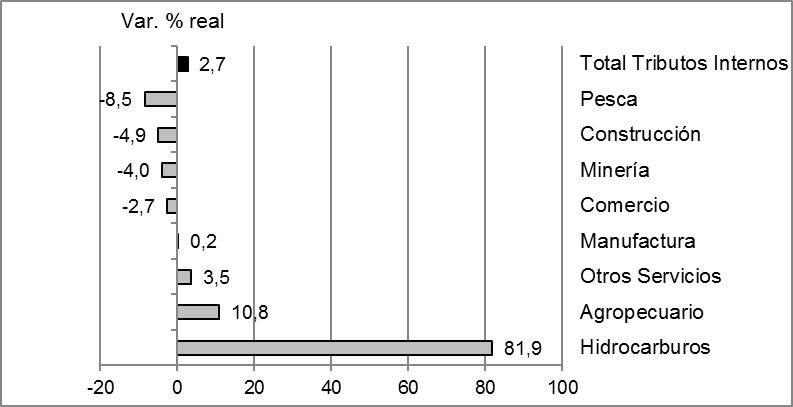 Var. % real
2,7 Total Tributos Internos
-8,5 Pesca
-4,9 Construcción
-4,0 Minería
-2,7 Comercio
0,2 Manufactura
3,5 Otros Servicios
10,8 Agropecuario
81,9 Hidrocarburos
-20 0 20 40 60 80 100